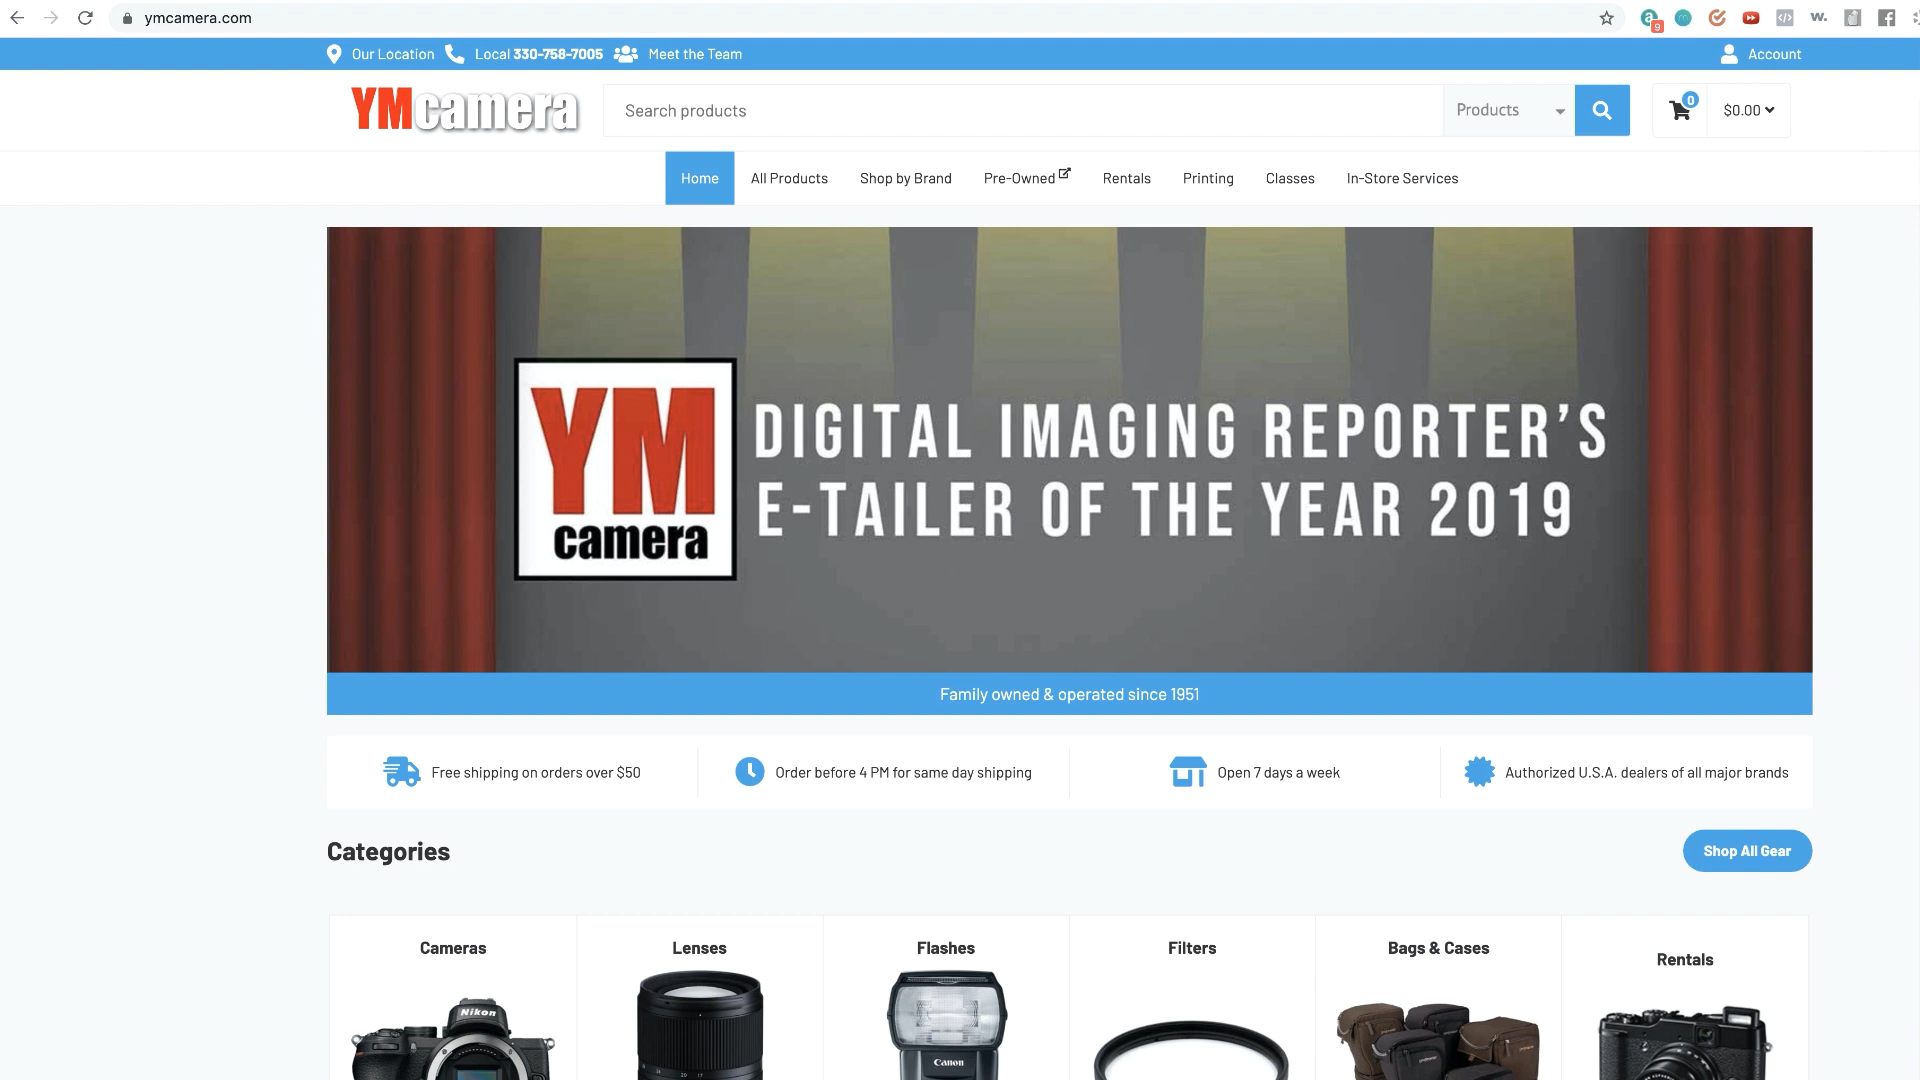 ymcamera.com
9
Our Location
Local 330-758-7005
Meet the Team
Account
YMcamera
Search products
Products
0
$0.00
Home
All Products
Shop by Brand
Pre-Owned
Rentals
Printing
Classes
In-Store Services
YM
camera
DIGITAL IMAGING REPORTER'S
E-TAILER OF THE YEAR 2019
Family owned & operated since 1951
Free shipping on orders over $50
Order before 4 PM for same day shipping
Open 7 days a week
Authorized U.S.A. dealers of all major brands
Categories
Shop All Gear
Cameras
Lenses
Flashes
Filters
Bags & Cases
Rentals
Nikon
Canon